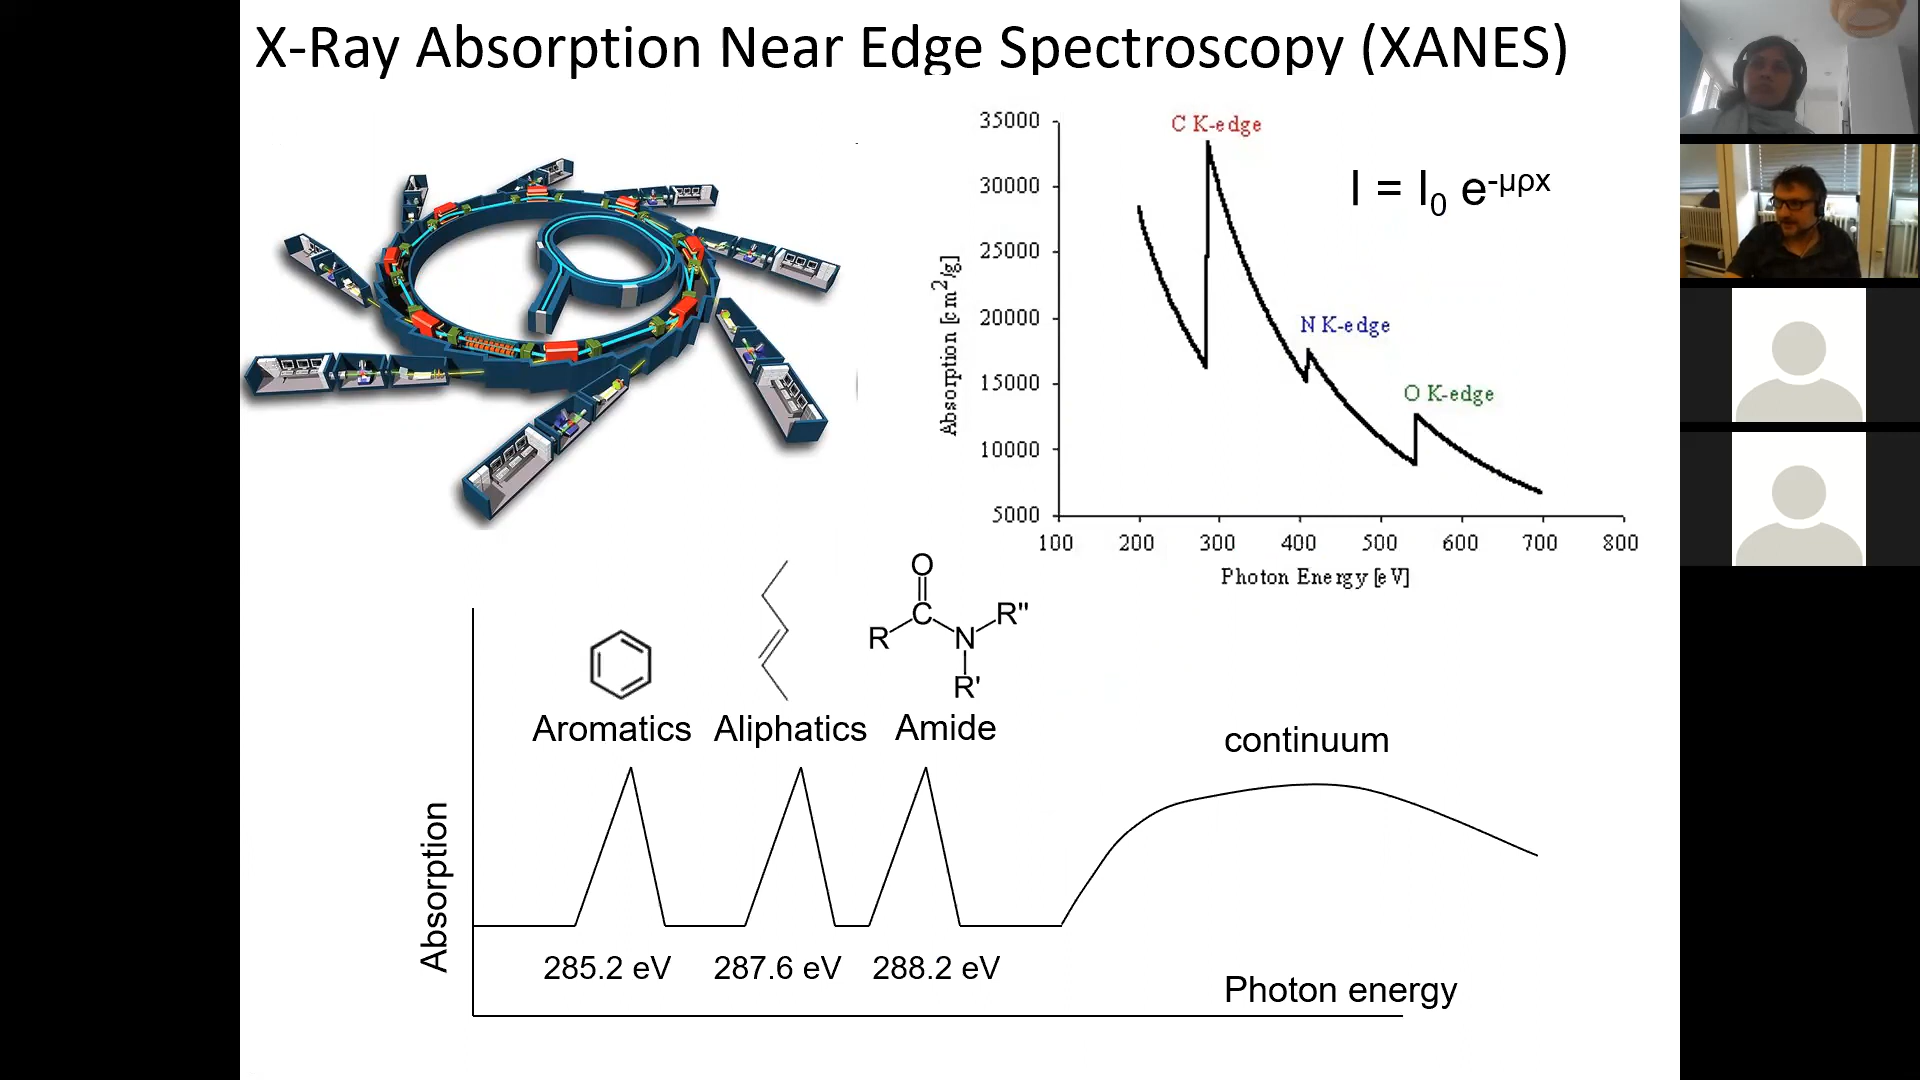 X-Ray Absorption Near Edge Spectroscopy (XANES)
35000
30000
25000
20000
15000
10000
5000
Absorption [cm²/g]
C K-edge
I = I₀ e⁻ᵘᵖˣ
N K-edge
O K-edge
100 200 300 400 500 600 700 800
Photon Energy [eV]
O
C
R
N
R"
R'
Aromatics
Aliphatics
Amide
continuum
Absorption
285.2 eV
287.6 eV
288.2 eV
Photon energy